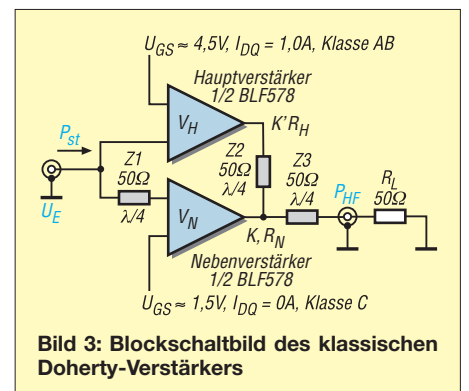 U_GS ≈ 4,5V, I_DQ = 1,0A, Klasse AB
Hauptverstärker
1/2 BLF578
P_st
V_H
K'R_H
Z1
50Ω
λ/4
Z2
50Ω
λ/4
Z3
50Ω
λ/4
P_HF
R_L
50Ω
U_E
V_N
K, R_N
Nebenverstärker
1/2 BLF578
U_GS ≈ 1,5V, I_DQ = 0A, Klasse C
Bild 3: Blockschaltbild des klassischen
Doherty-Verstärkers